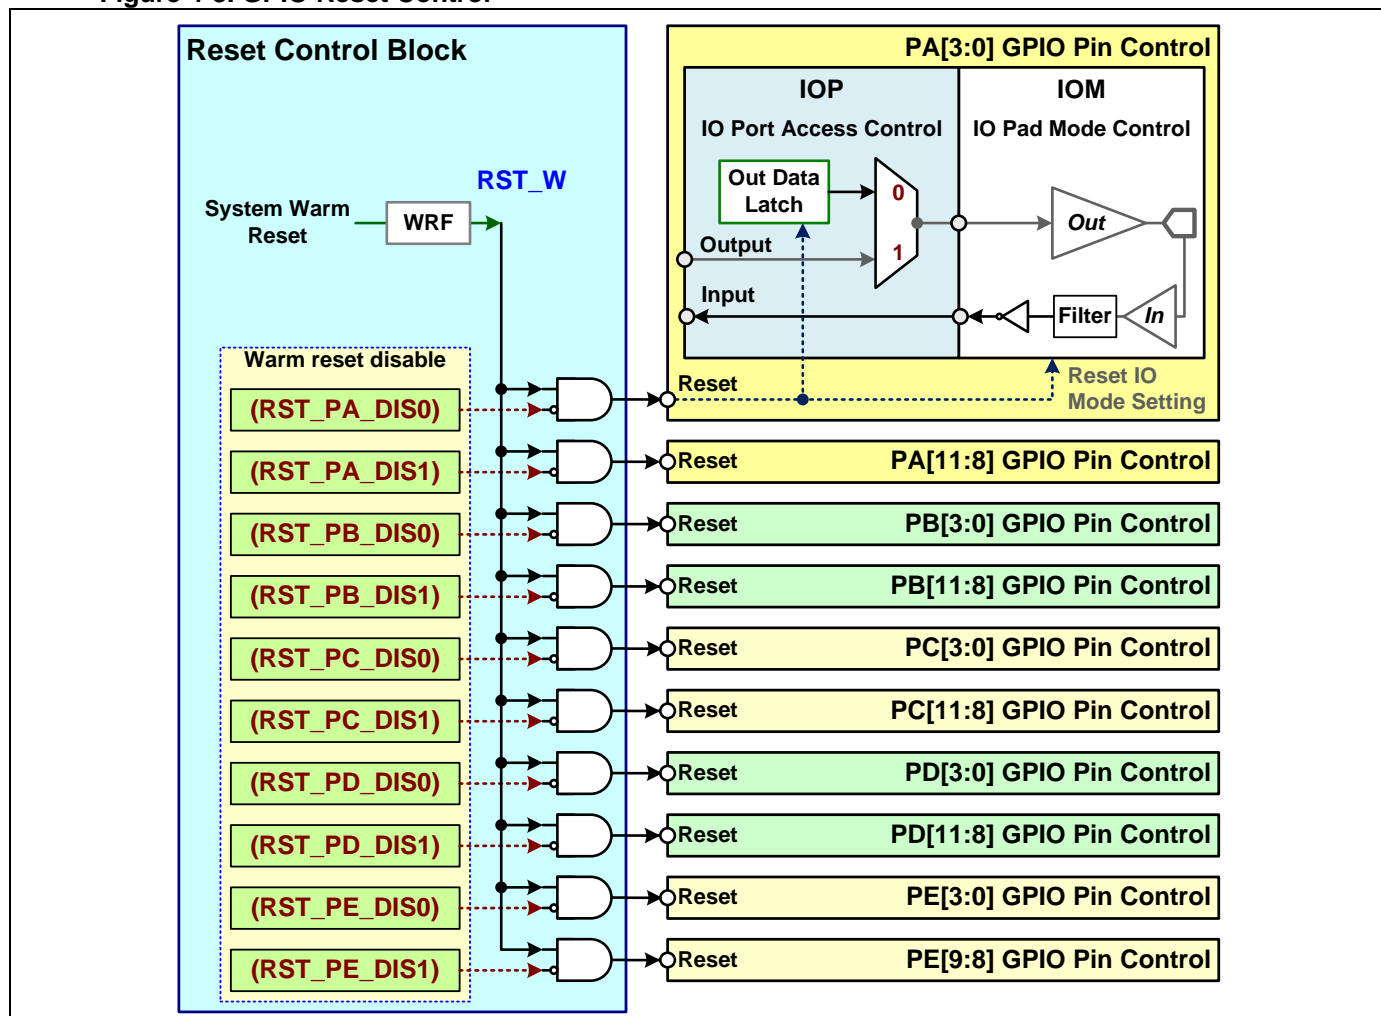 Reset Control Block
RST_W
System Warm
Reset
WRF
Warm reset disable
(RST_PA_DIS0)
(RST_PA_DIS1)
(RST_PB_DIS0)
(RST_PB_DIS1)
(RST_PC_DIS0)
(RST_PC_DIS1)
(RST_PD_DIS0)
(RST_PD_DIS1)
(RST_PE_DIS0)
(RST_PE_DIS1)
PA[3:0] GPIO Pin Control
IOP
IO Port Access Control
IOM
IO Pad Mode Control
Out Data
Latch
0
1
Output
Input
Out
Filter
In
Reset
Reset IO
Mode Setting
Reset PA[11:8] GPIO Pin Control
Reset PB[3:0] GPIO Pin Control
Reset PB[11:8] GPIO Pin Control
Reset PC[3:0] GPIO Pin Control
Reset PC[11:8] GPIO Pin Control
Reset PD[3:0] GPIO Pin Control
Reset PD[11:8] GPIO Pin Control
Reset PE[3:0] GPIO Pin Control
Reset PE[9:8] GPIO Pin Control